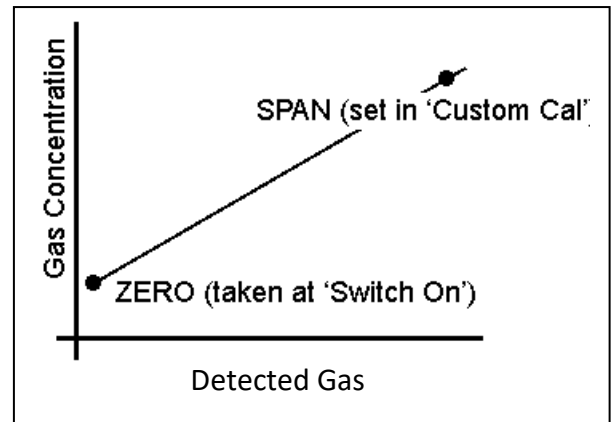 Gas Concentration
SPAN (set in ‘Custom Cal’)
ZERO (taken at ‘Switch On’)
Detected Gas